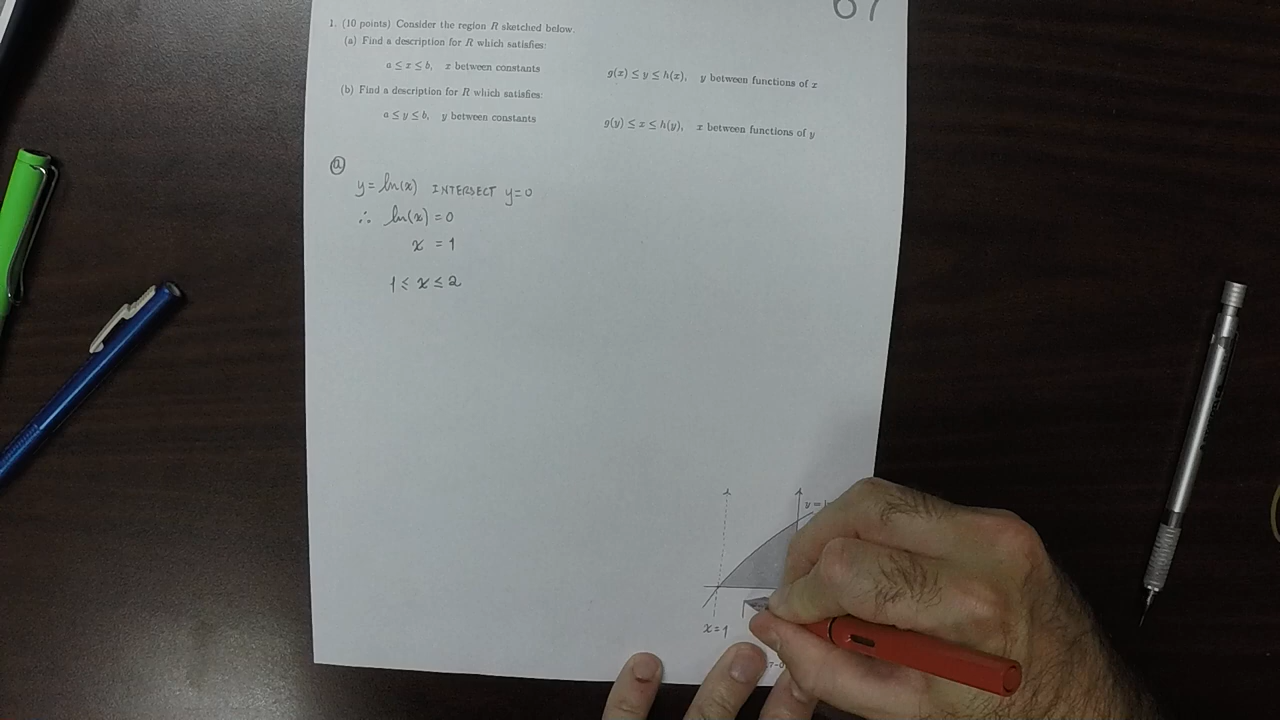 67
1. (10 points) Consider the region R sketched below.
(a) Find a description for R which satisfies:
a ≤ x ≤ b, x between constants
g(x) ≤ y ≤ h(x), y between functions of x
(b) Find a description for R which satisfies:
a ≤ y ≤ b, y between constants
g(y) ≤ x ≤ h(y), x between functions of y
ⓐ
y = ln(x) INTERSECT y=0
∴ ln(x) = 0
x = 1
1 ≤ x ≤ 2
y =
x=1